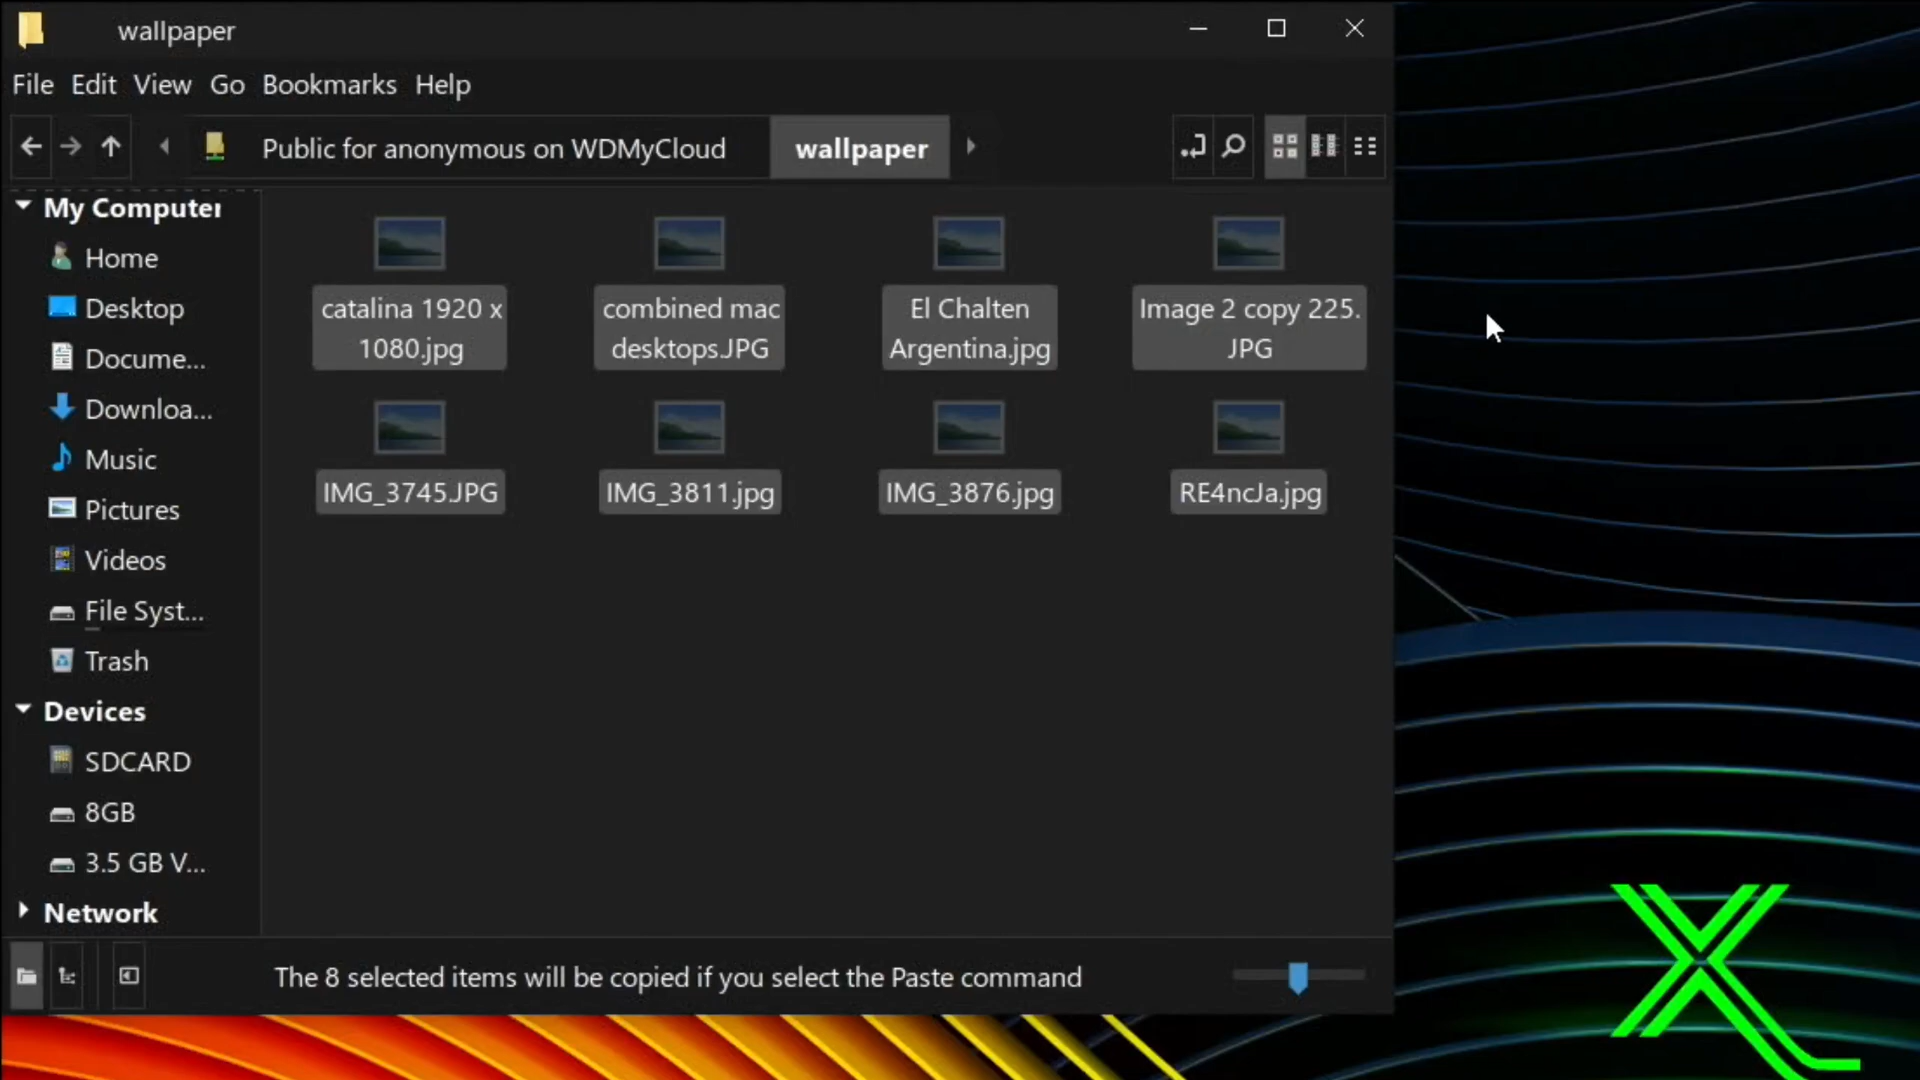 wallpaper
File Edit View Go Bookmarks Help
Public for anonymous on WDMyCloud wallpaper
My Computer
Home
Desktop
Docume...
Downloa...
Music
Pictures
Videos
File Syst...
Trash
Devices
SDCARD
8GB
3.5 GB V...
Network
catalina 1920 x
1080.jpg
combined mac
desktops.JPG
El Chalten
Argentina.jpg
Image 2 copy 225.
JPG
IMG_3745.JPG
IMG_3811.jpg
IMG_3876.jpg
RE4ncJa.jpg
The 8 selected items will be copied if you select the Paste command
X